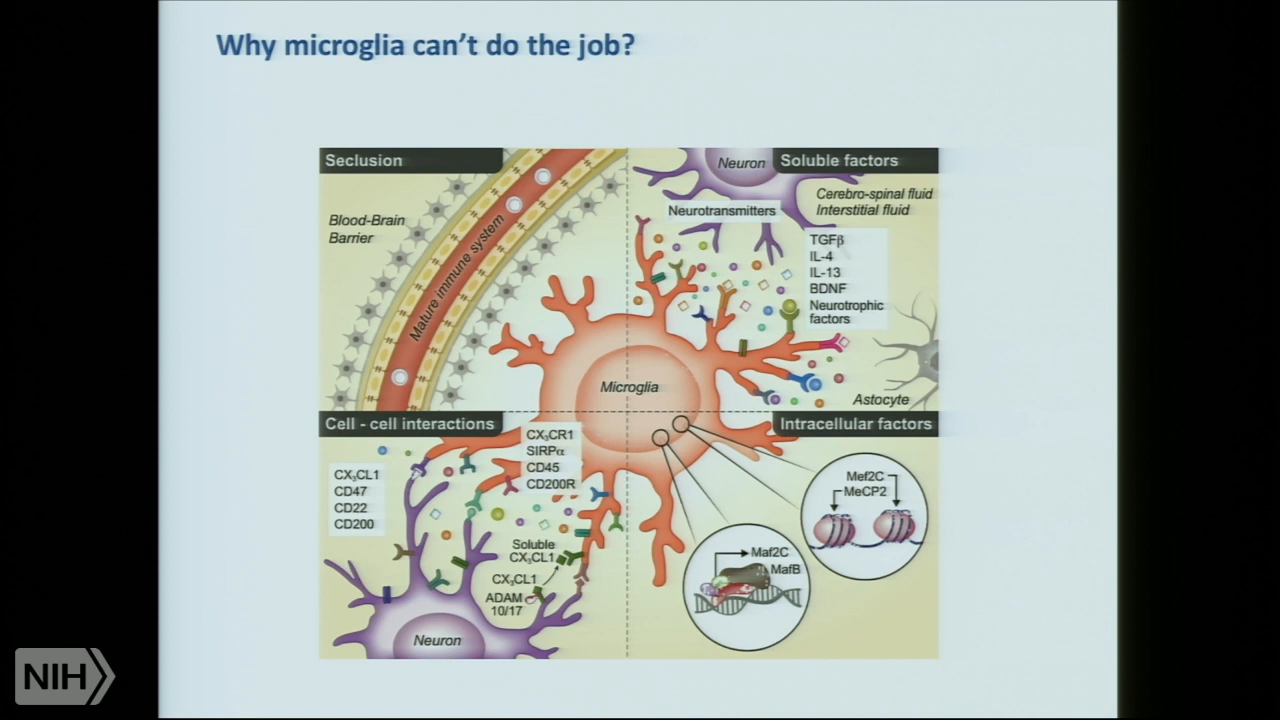 Why microglia can't do the job?
Seclusion
Blood-Brain
Barrier
Mature immune system
Neuron
Soluble factors
Cerebro-spinal fluid
Interstitial fluid
Neurotransmitters
TGFβ
IL-4
IL-13
BDNF
Neurotrophic
factors
Microglia
Astocyte
Cell - cell interactions
CX₃CR1
SIRPα
CD45
CD200R
CX₃CL1
CD47
CD22
CD200
Soluble
CX₃CL1
CX₃CL1
ADAM
10/17
Neuron
Intracellular factors
Mef2C
MeCP2
Maf2C
MafB
NIH